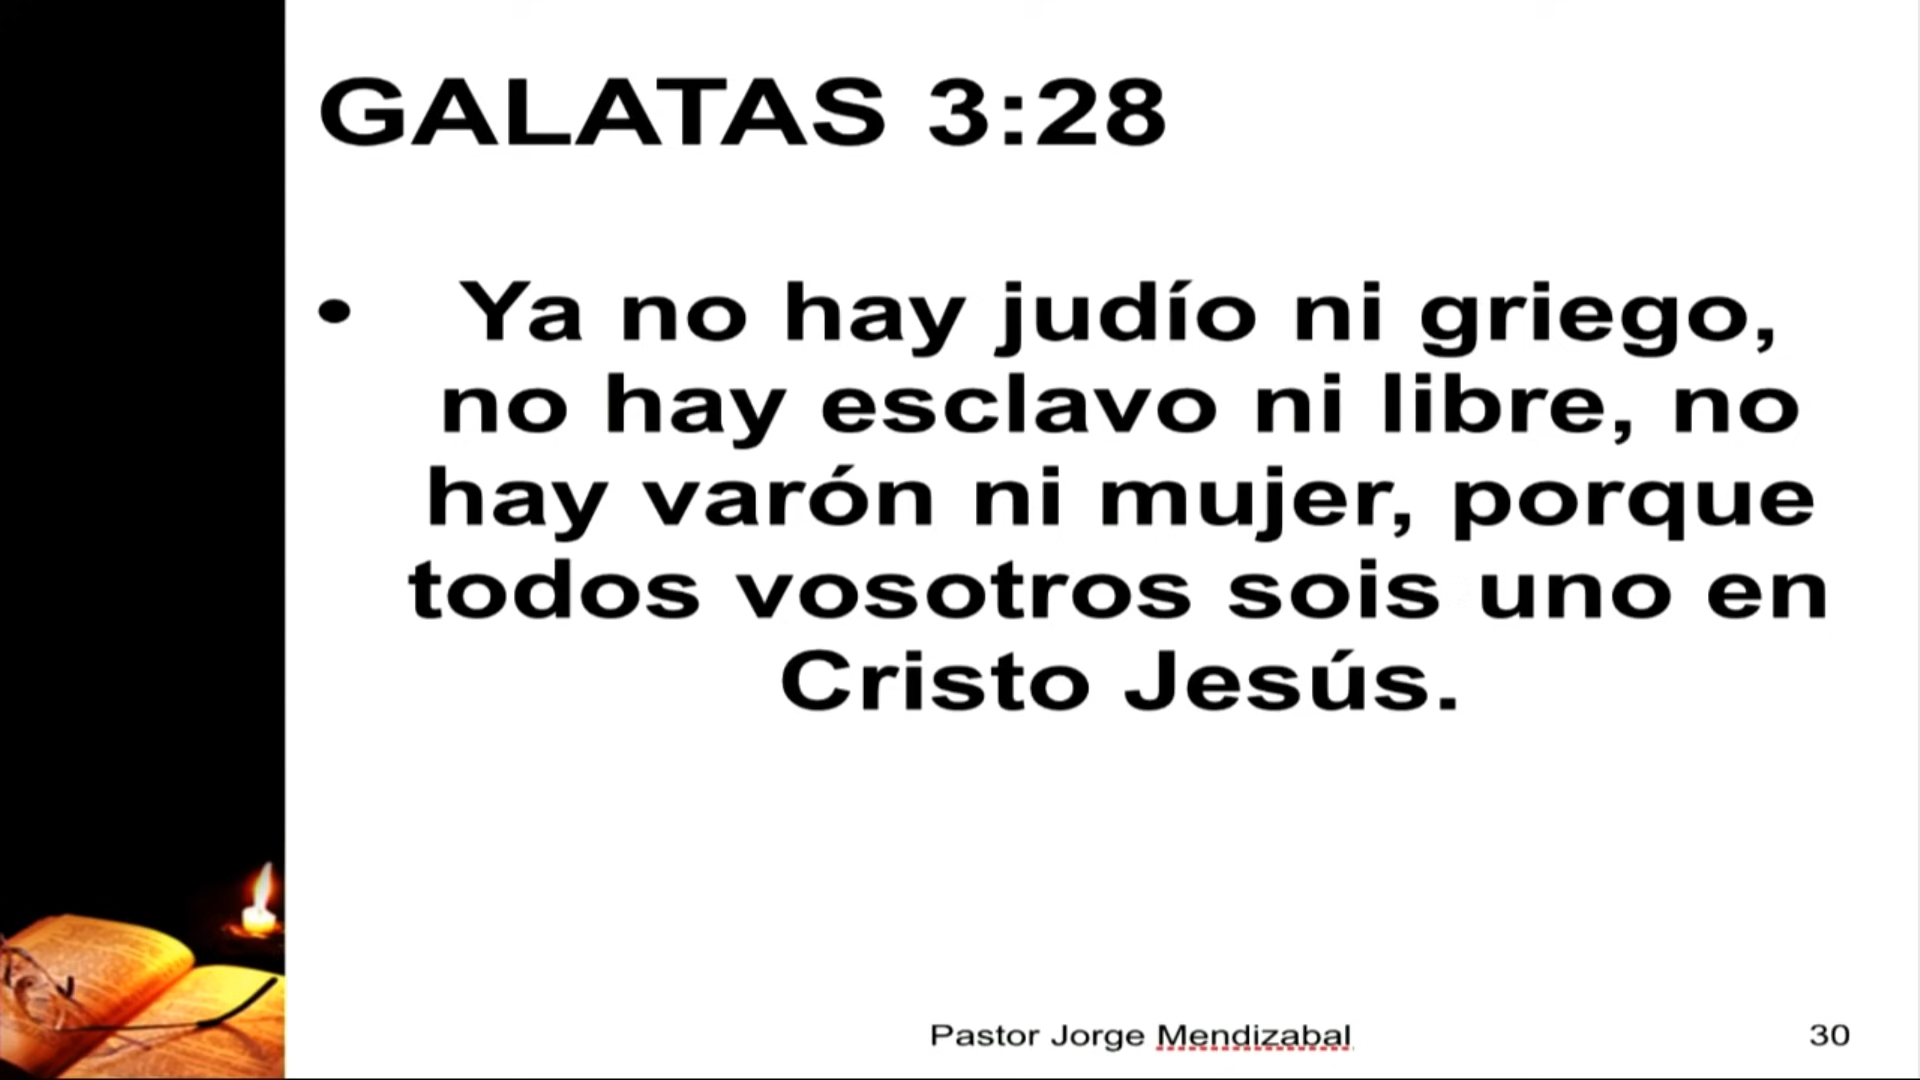 GALATAS 3:28
• Ya no hay judío ni griego,
no hay esclavo ni libre, no
hay varón ni mujer, porque
todos vosotros sois uno en
Cristo Jesús.
Pastor Jorge Mendizabal
30